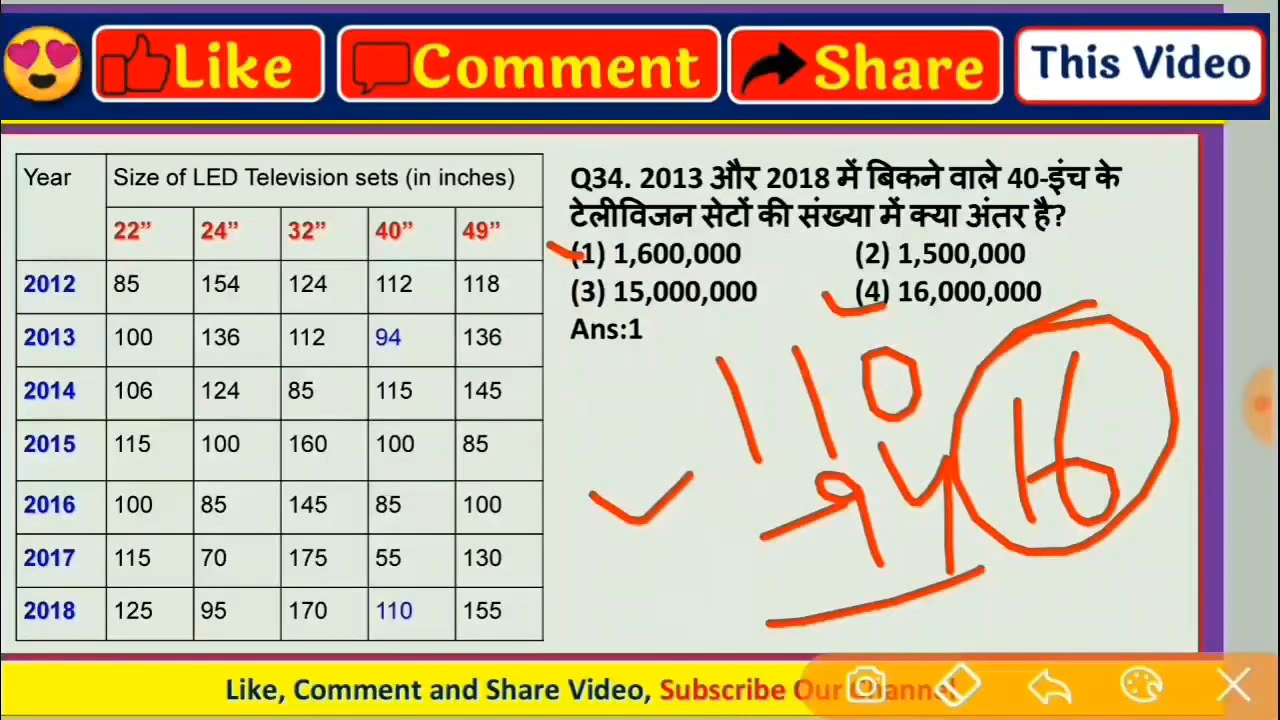 Like Comment Share This Video
Year Size of LED Television sets (in inches)
22” 24” 32” 40” 49”
2012 85 154 124 112 118
2013 100 136 112 94 136
2014 106 124 85 115 145
2015 115 100 160 100 85
2016 100 85 145 85 100
2017 115 70 175 55 130
2018 125 95 170 110 155
Q34. 2013 और 2018 में बिकने वाले 40-इंच के
टेलीविजन सेटों की संख्या में क्या अंतर है?
(1) 1,600,000 (2) 1,500,000
(3) 15,000,000 (4) 16,000,000
Ans:1
110
-94
16
Like, Comment and Share Video, Subscribe Our Channel